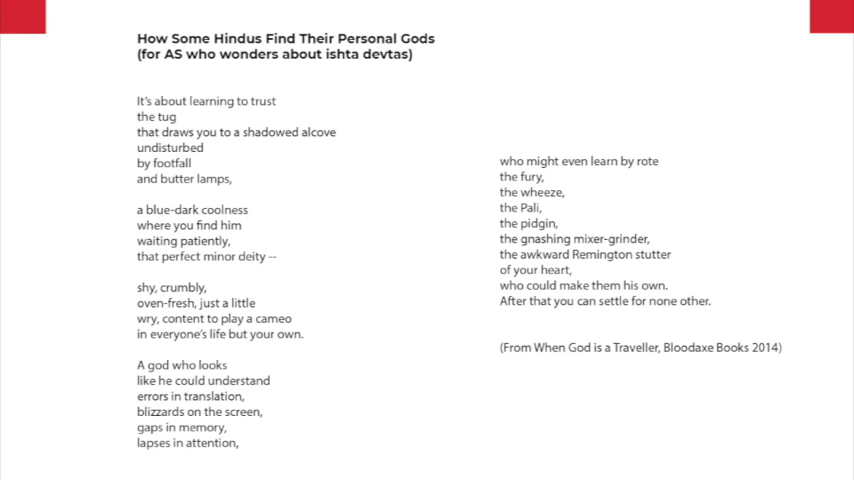 How Some Hindus Find Their Personal Gods
(for AS who wonders about ishta devtas)
It's about learning to trust
the tug
that draws you to a shadowed alcove
undisturbed
by footfall
and butter lamps,
a blue-dark coolness
where you find him
waiting patiently,
that perfect minor deity --
shy, crumbly,
oven-fresh, just a little
wry, content to play a cameo
in everyone's life but your own.
A god who looks
like he could understand
errors in translation,
blizzards on the screen,
gaps in memory,
lapses in attention,
who might even learn by rote
the fury,
the wheeze,
the Pali,
the pidgin,
the gnashing mixer-grinder,
the awkward Remington stutter
of your heart,
who could make them his own.
After that you can settle for none other.
(From When God is a Traveller, Bloodaxe Books 2014)